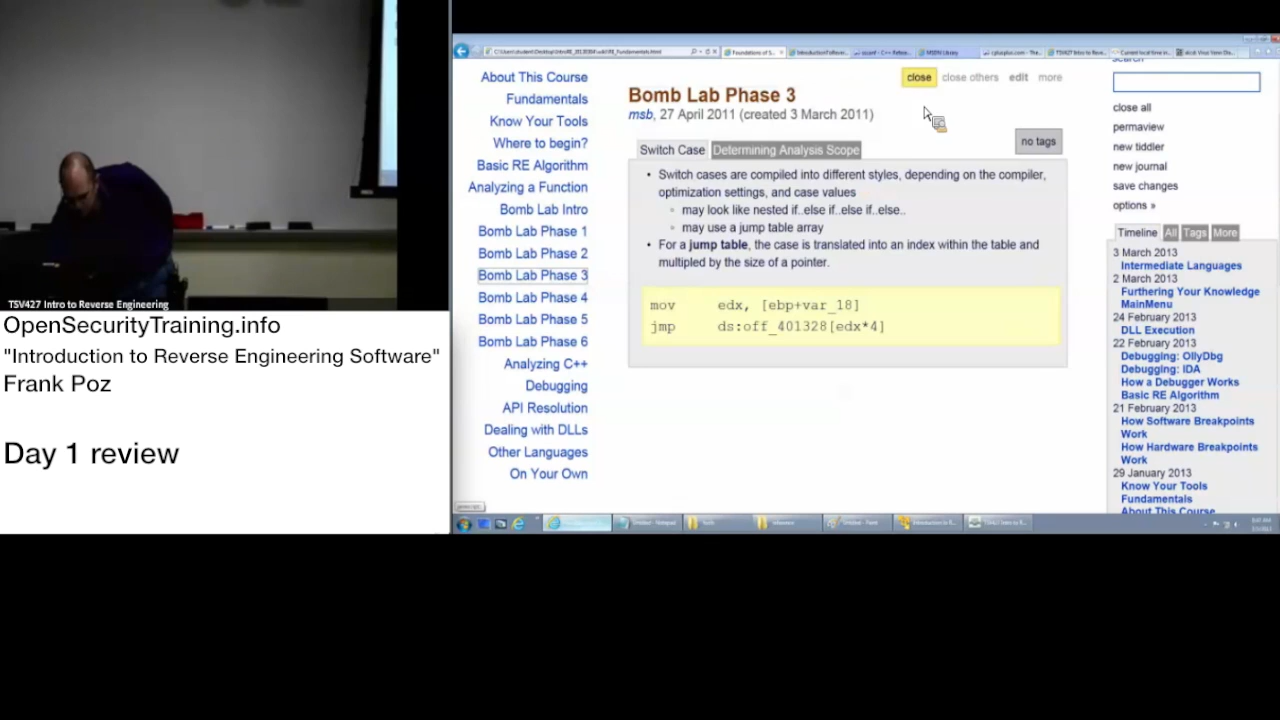 TSV427 Intro to Reverse Engineering
OpenSecurityTraining.info
"Introduction to Reverse Engineering Software"
Frank Poz
Day 1 review
About This Course
Fundamentals
Know Your Tools
Where to begin?
Basic RE Algorithm
Analyzing a Function
Bomb Lab Intro
Bomb Lab Phase 1
Bomb Lab Phase 2
Bomb Lab Phase 3
Bomb Lab Phase 4
Bomb Lab Phase 5
Bomb Lab Phase 6
Analyzing C++
Debugging
API Resolution
Dealing with DLLs
Other Languages
On Your Own
close close others edit more
Bomb Lab Phase 3
msb, 27 April 2011 (created 3 March 2011)
no tags
Switch Case Determining Analysis Scope
Switch cases are compiled into different styles, depending on the compiler,
optimization settings, and case values
may look like nested if..else if..else if..else..
may use a jump table array
For a jump table, the case is translated into an index within the table and
multipled by the size of a pointer.
mov edx, [ebp+var_18]
jmp ds:off_401328[edx*4]
search
close all
permaview
new tiddler
new journal
save changes
options »
Timeline All Tags More
3 March 2013
Intermediate Languages
2 March 2013
Furthering Your Knowledge
MainMenu
24 February 2013
DLL Execution
22 February 2013
Debugging: OllyDbg
Debugging: IDA
How a Debugger Works
Basic RE Algorithm
21 February 2013
How Software Breakpoints
Work
How Hardware Breakpoints
Work
29 January 2013
Know Your Tools
Fundamentals
About This Course